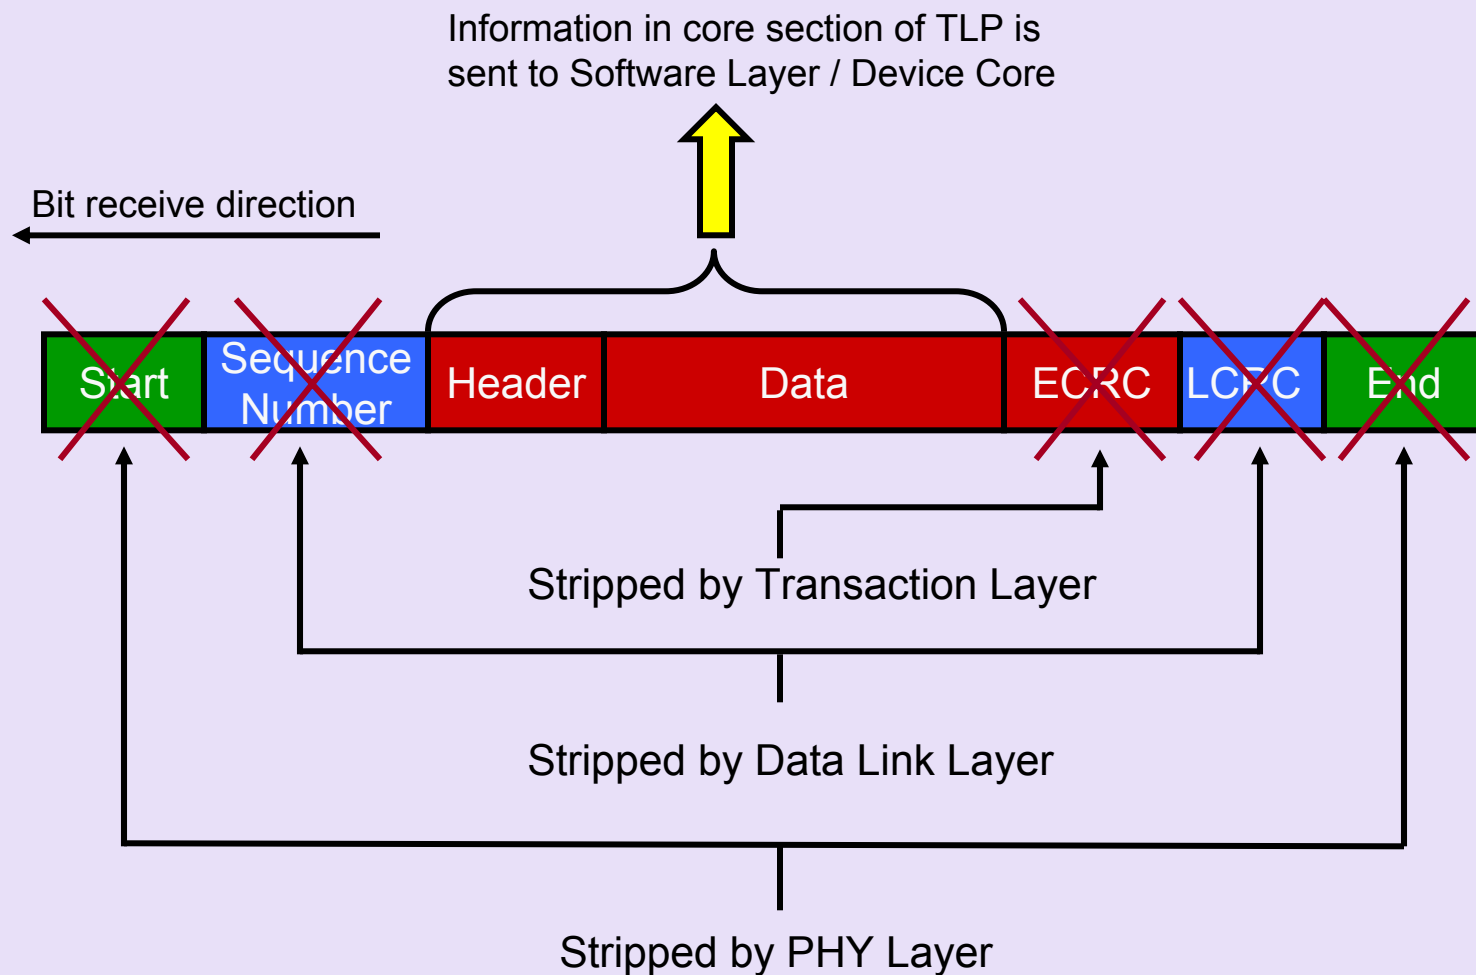 Information in core section of TLP is
sent to Software Layer / Device Core
Bit receive direction
Start
Sequence
Number
Header
Data
ECRC
LCRC
End
Stripped by Transaction Layer
Stripped by Data Link Layer
Stripped by PHY Layer